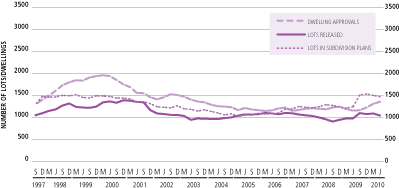 3500 3500
DWELLING APPROVALS
3000 3000
LOTS RELEASED
2500 2500
LOTS IN SUBDIVISION PLANS
2000 2000
1500 1500
1000 1000
500 500
0 0
NUMBER OF LOTS/DWELLINGS
S D M J S D M J S D M J S D M J S D M J S D M J S D M J S D M J S D M J S D M J S D M J S D M J S D M J
1997 1998 1999 2000 2001 2002 2003 2004 2005 2006 2007 2008 2009 2010